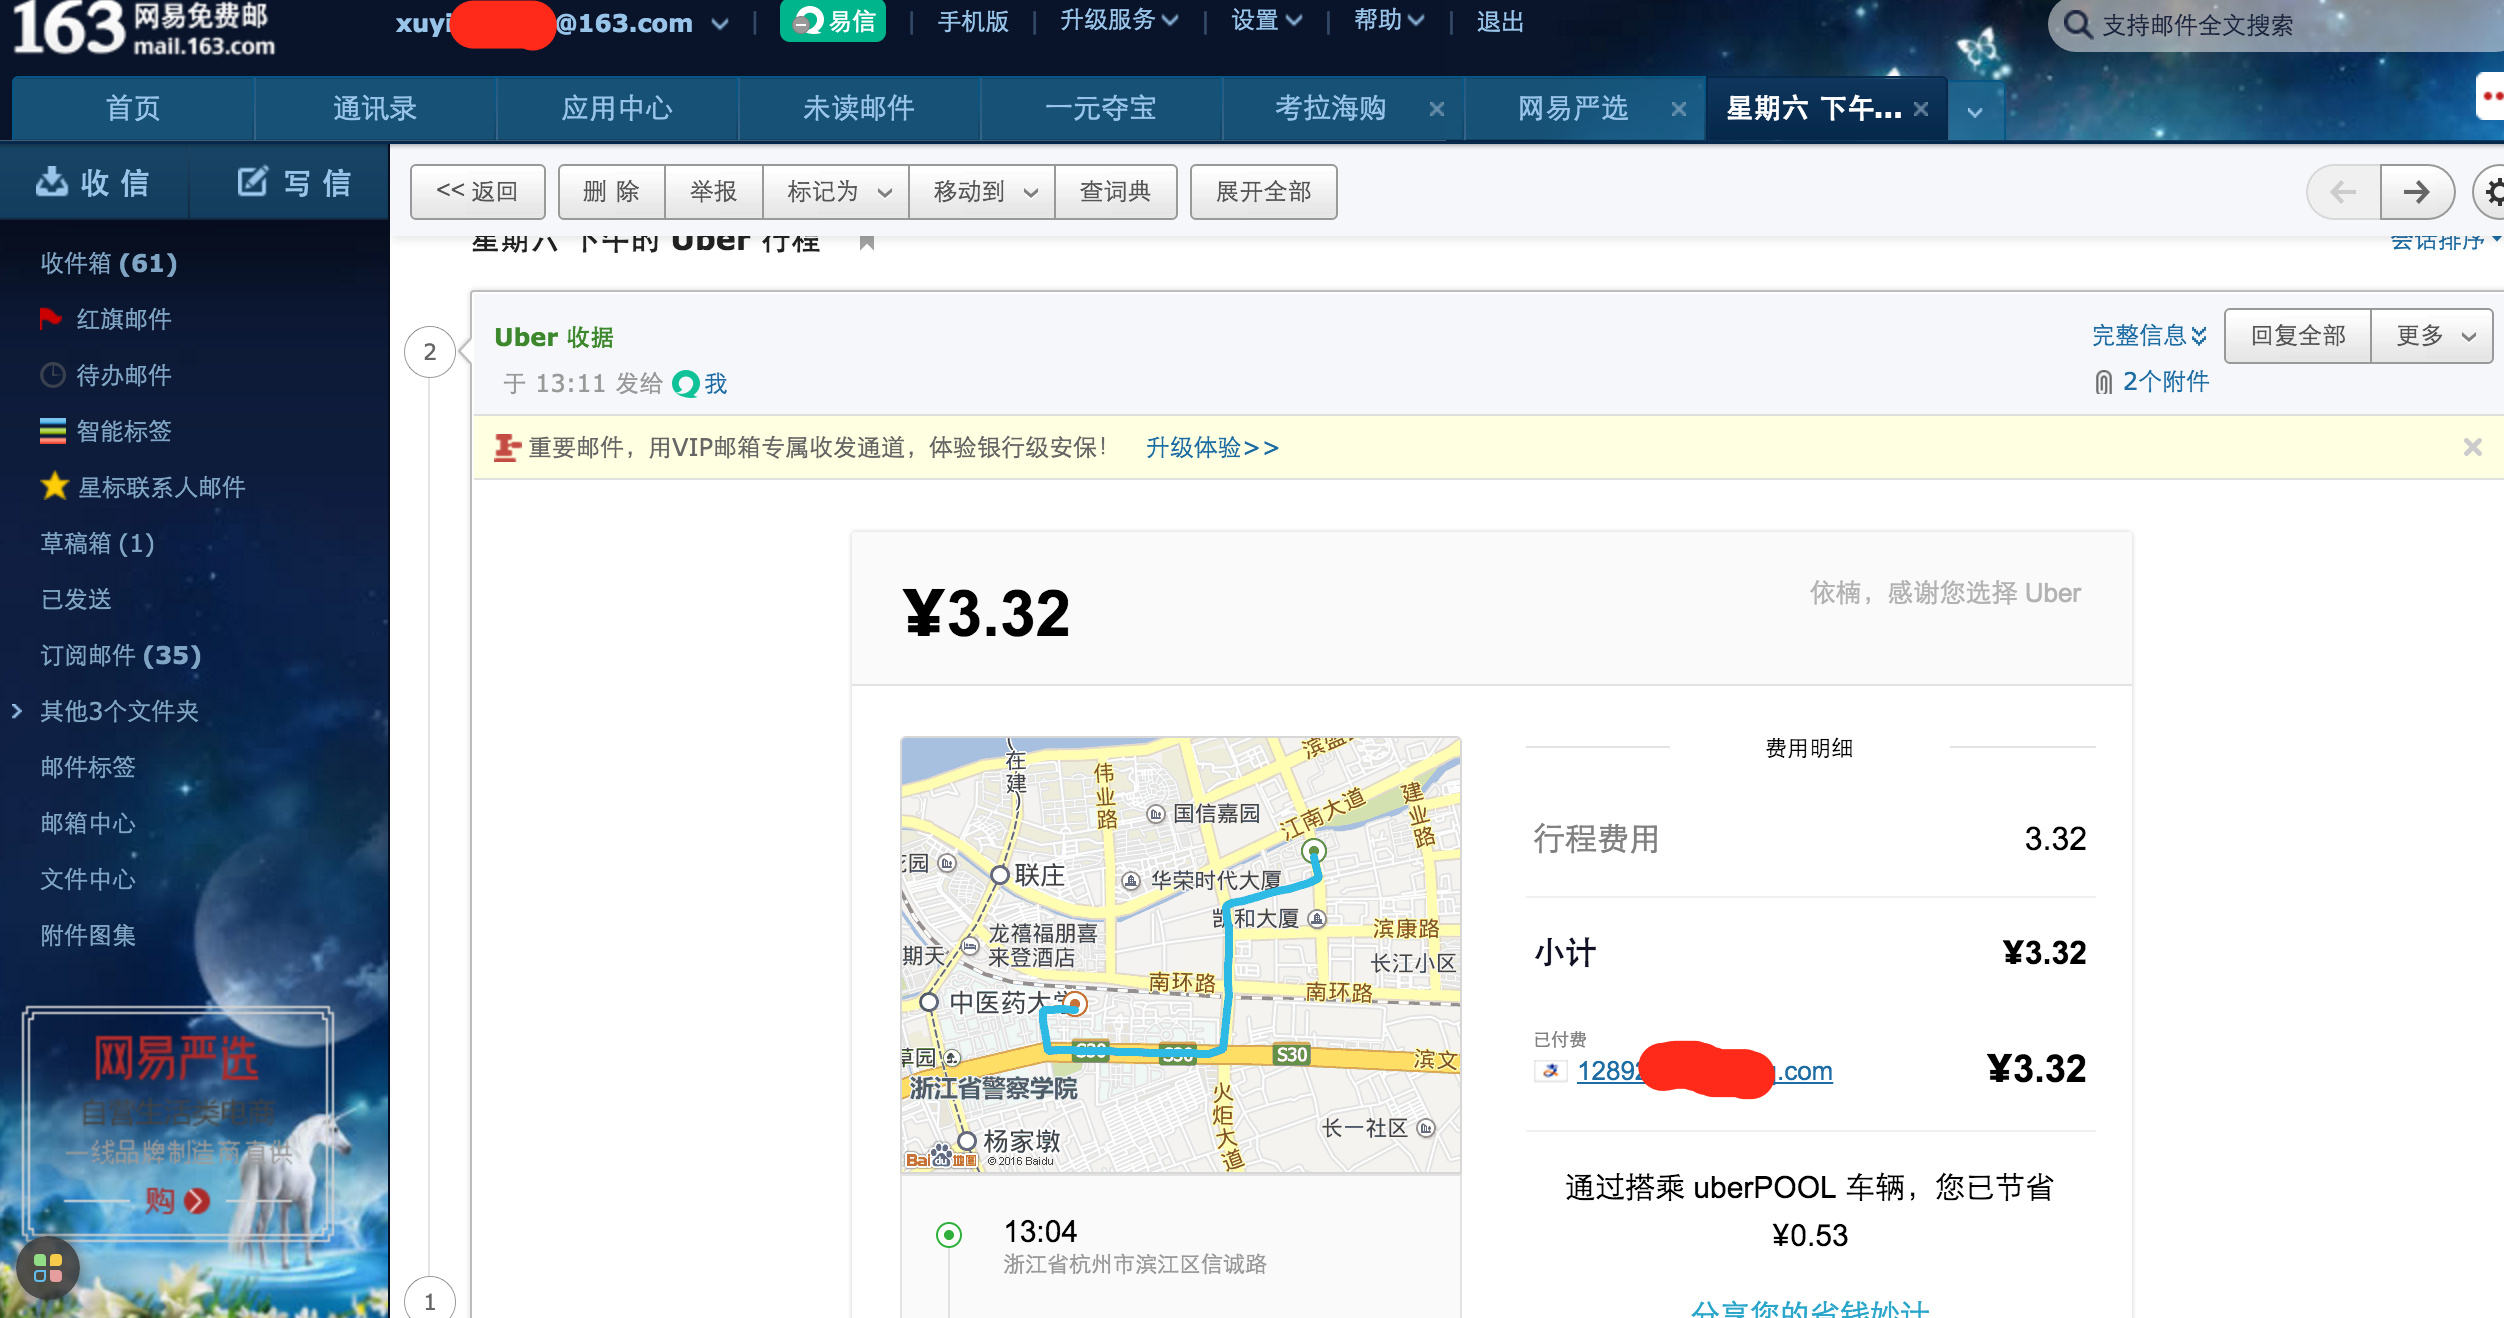 163 网易免费邮
mail.163.com
xuyi @163.com
易信
手机版
升级服务
设置
帮助
退出
支持邮件全文搜索
首页
通讯录
应用中心
未读邮件
一元夺宝
考拉海购
网易严选
星期六 下午...
收 信
写 信
<< 返回
删 除
举报
标记为
移动到
查词典
展开全部
收件箱 (61)
红旗邮件
待办邮件
智能标签
星标联系人邮件
草稿箱 (1)
已发送
订阅邮件 (35)
其他3个文件夹
邮件标签
邮箱中心
文件中心
附件图集
网易严选
自营生活类电商
一线品牌制造商直供
购
星期六 下午的 Uber 行程
会话排序
2
Uber 收据
于 13:11 发给 我
完整信息
回复全部
更多
2个附件
重要邮件，用VIP邮箱专属收发通道，体验银行级安保！ 升级体验>>
¥3.32
依楠，感谢您选择 Uber
在建
伟业路
滨盛
国信嘉园
江南大道
建业路
花园
联庄
华荣时代大厦
凯和大厦
滨康路
龙禧福朋喜
来登酒店
期天
长江小区
南环路
南环路
中医药大学
S30
S30
S30
草园
滨文
浙江省警察学院
火炬大道
长一社区
杨家墩
Bai du 地图
© 2016 Baidu
费用明细
行程费用 3.32
小计 ¥3.32
已付费
1289 .com ¥3.32
通过搭乘 uberPOOL 车辆，您已节省
¥0.53
分享您的省钱妙计
13:04
浙江省杭州市滨江区信诚路
1